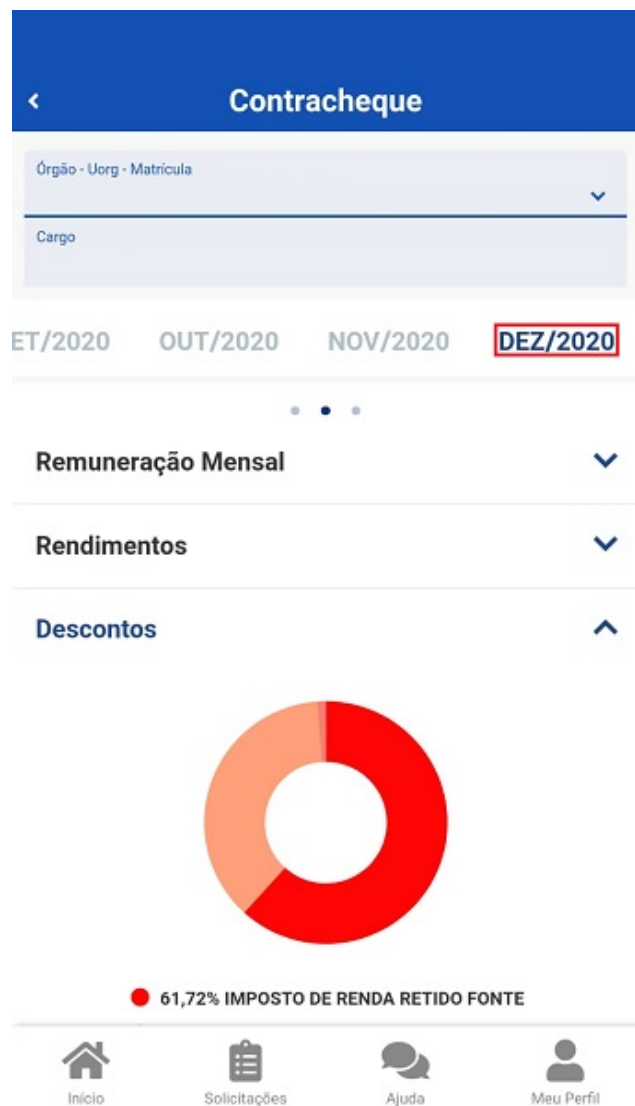 Contracheque
Órgão - Uorg - Matrícula
Cargo
ET/2020 OUT/2020 NOV/2020 DEZ/2020
Remuneração Mensal
Rendimentos
Descontos
61,72% IMPOSTO DE RENDA RETIDO FONTE
Início Solicitações Ajuda Meu Perfil